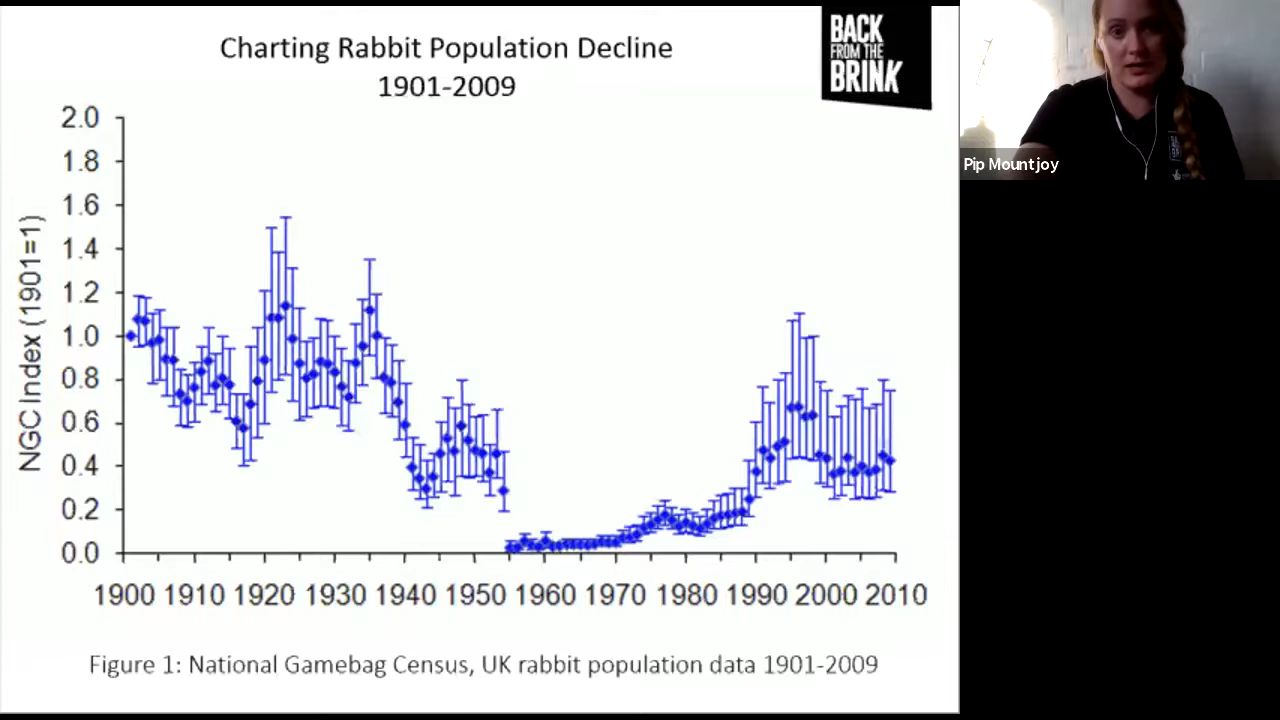 Charting Rabbit Population Decline
1901-2009
BACK
FROM THE
BRINK
Pip Mountjoy
NGC Index (1901=1)
2.0
1.8
1.6
1.4
1.2
1.0
0.8
0.6
0.4
0.2
0.0
1900 1910 1920 1930 1940 1950 1960 1970 1980 1990 2000 2010
Figure 1: National Gamebag Census, UK rabbit population data 1901-2009